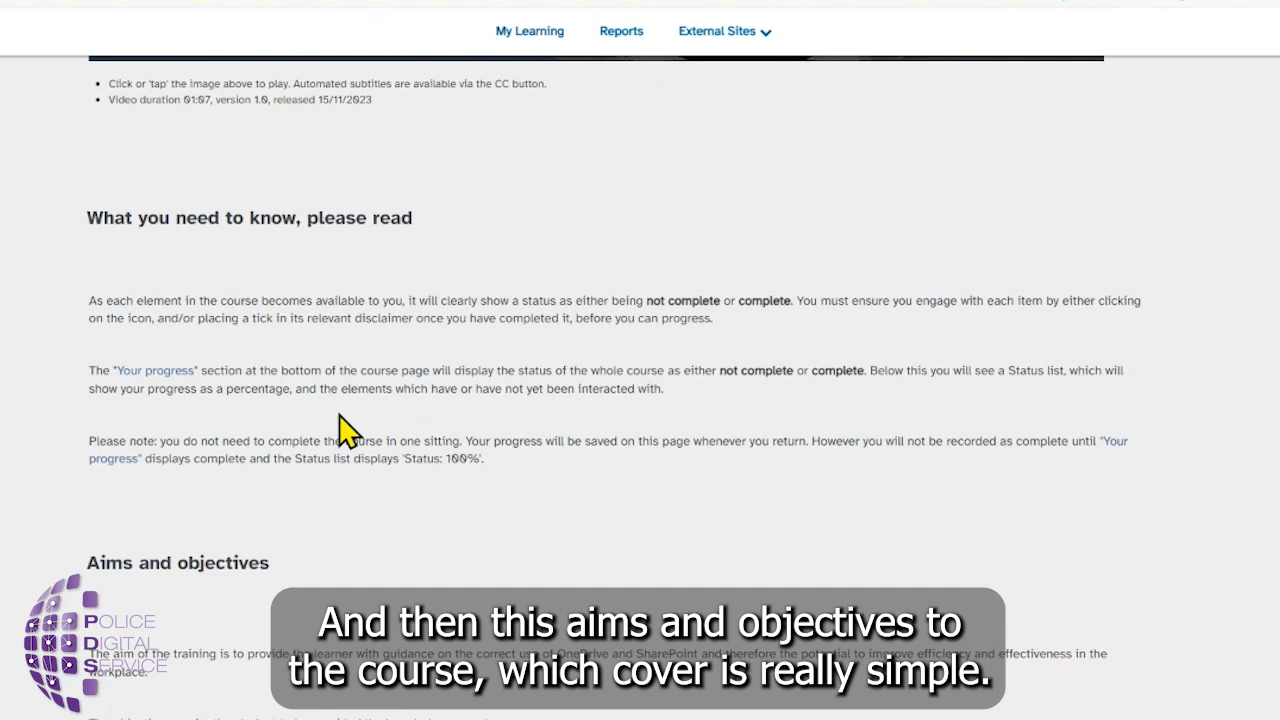 My Learning Reports External Sites
Click or 'tap' the image above to play. Automated subtitles are available via the CC button.
Video duration 01:07, version 1.0, released 15/11/2023
What you need to know, please read
As each element in the course becomes available to you, it will clearly show a status as either being not complete or complete. You must ensure you engage with each item by either clicking
on the icon, and/or placing a tick in its relevant disclaimer once you have completed it, before you can progress.
The "Your progress" section at the bottom of the course page will display the status of the whole course as either not complete or complete. Below this you will see a Status list, which will
show your progress as a percentage, and the elements which have or have not yet been interacted with.
Please note: you do not need to complete the course in one sitting. Your progress will be saved on this page whenever you return. However you will not be recorded as complete until "Your
progress" displays complete and the Status list displays 'Status: 100%'.
Aims and objectives
The aim of the training is to provide the learner with guidance on the correct use of OneDrive and SharePoint and therefore the potential to improve efficiency and effectiveness in the
workplace.
POLICE
DIGITAL
SERVICE
And then this aims and objectives to
the course, which cover is really simple.